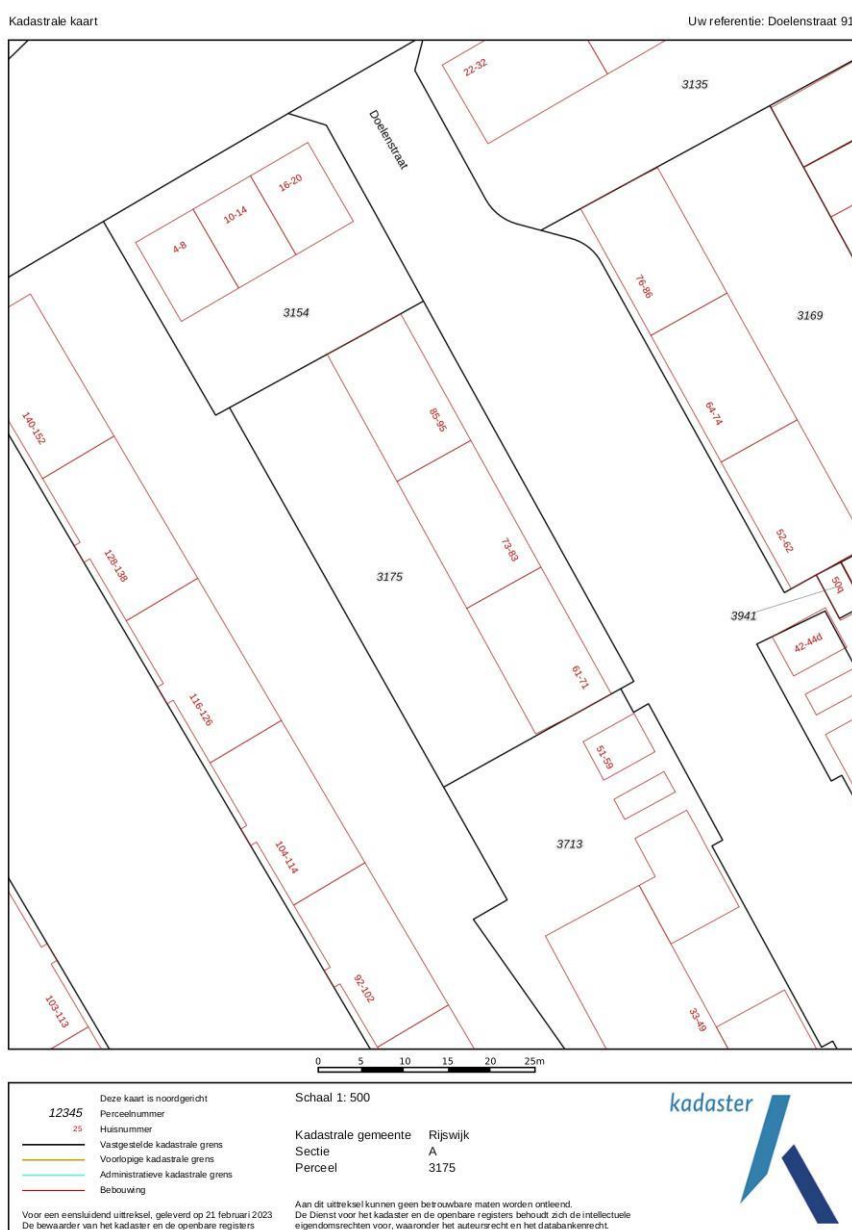 Kadastrale kaart
Uw referentie: Doelenstraat 91
22-32
3135
Doelenstraat
16-20
10-14
4-8
76-86
3154
3169
85-95
64-74
140-152
73-83
52-62
128-138
3175
50q
3941
42-44d
61-71
116-126
51-59
3713
104-114
92-102
103-113
33-49
0 5 10 15 20 25m
Deze kaart is noordgericht
12345 Perceelnummer
25 Huisnummer
Vastgestelde kadastrale grens
Voorlopige kadastrale grens
Administratieve kadastrale grens
Bebouwing
Voor een eensluidend uittreksel, geleverd op 21 februari 2023
De bewaarder van het kadaster en de openbare registers
Schaal 1: 500
Kadastrale gemeente Rijswijk
Sectie A
Perceel 3175
Aan dit uittreksel kunnen geen betrouwbare maten worden ontleend.
De Dienst voor het kadaster en de openbare registers behoudt zich de intellectuele
eigendomsrechten voor, waaronder het auteursrecht en het databankenrecht.
kadaster